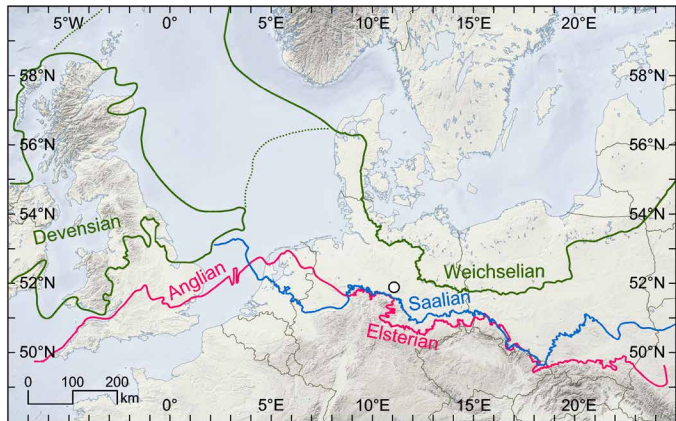 5°W 0° 5°E 10°E 15°E 20°E
58°N 58°N
56°N 56°N
54°N 54°N
Devensian
52°N 52°N
Anglian
Weichselian
Saalian
Elsterian
50°N 50°N
0 100 200
km
0° 5°E 10°E 15°E 20°E